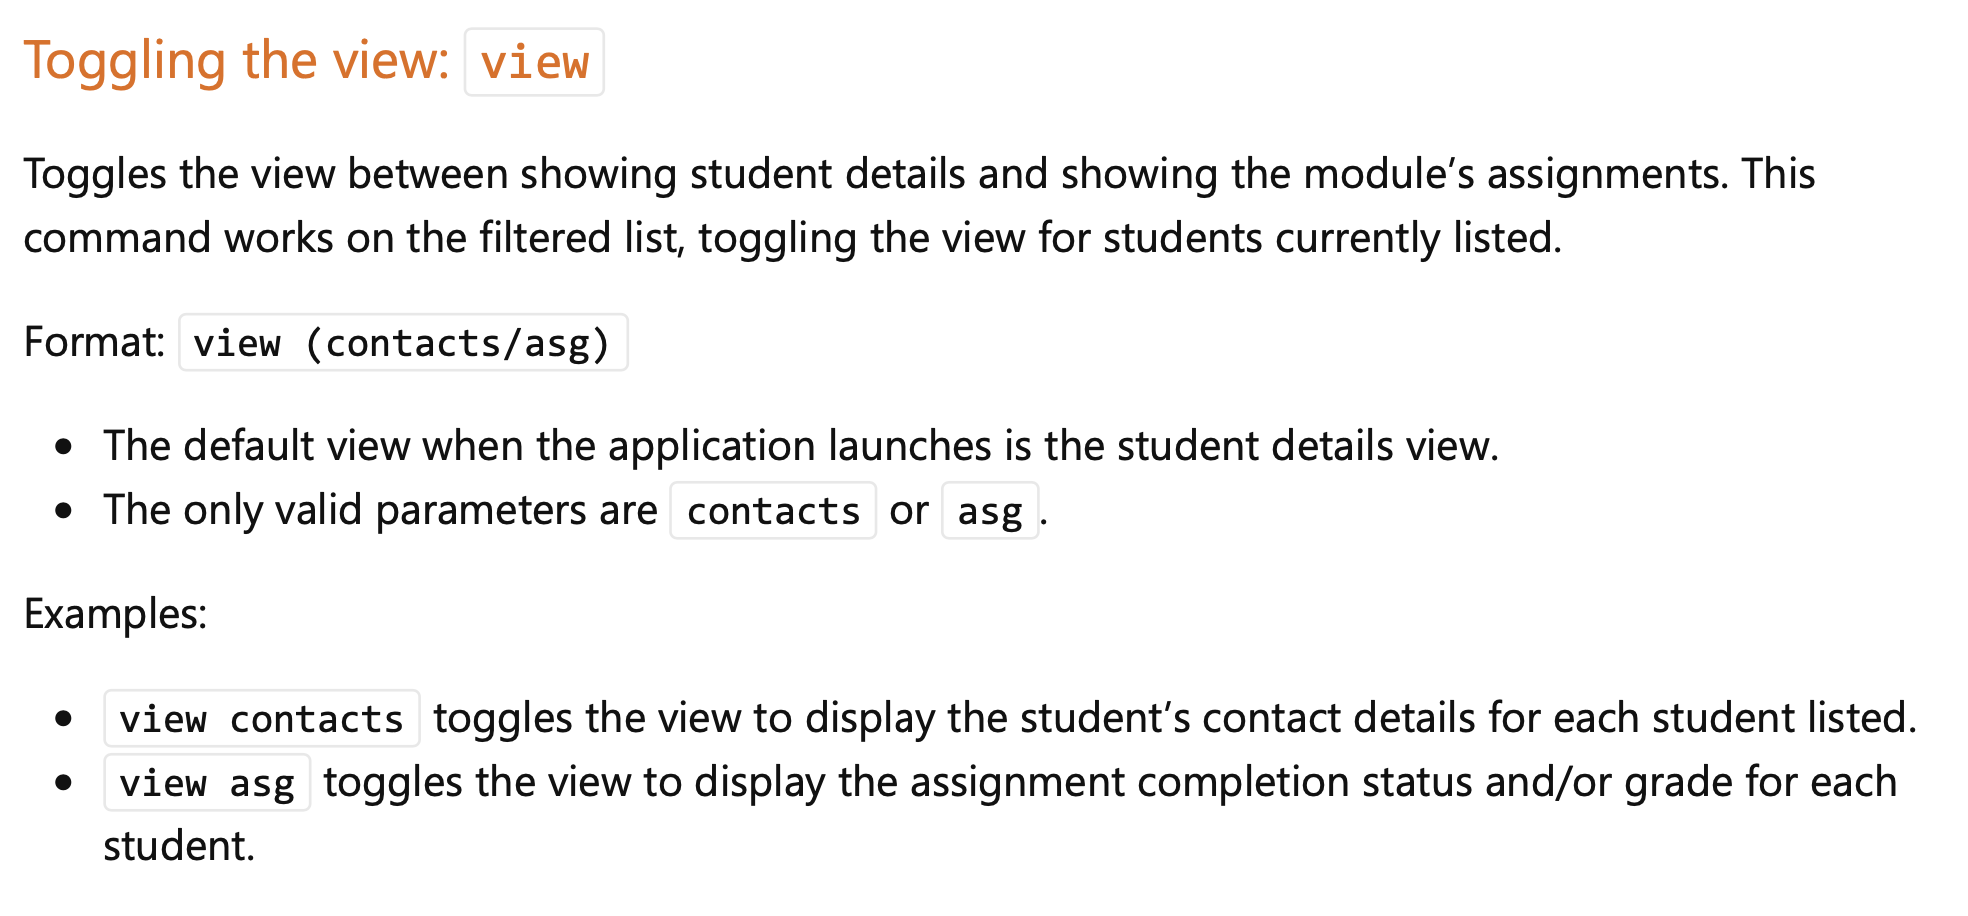 Toggling the view: view
Toggles the view between showing student details and showing the module’s assignments. This
command works on the filtered list, toggling the view for students currently listed.
Format: view (contacts/asg)
• The default view when the application launches is the student details view.
• The only valid parameters are contacts or asg.
Examples:
• view contacts toggles the view to display the student’s contact details for each student listed.
• view asg toggles the view to display the assignment completion status and/or grade for each
student.